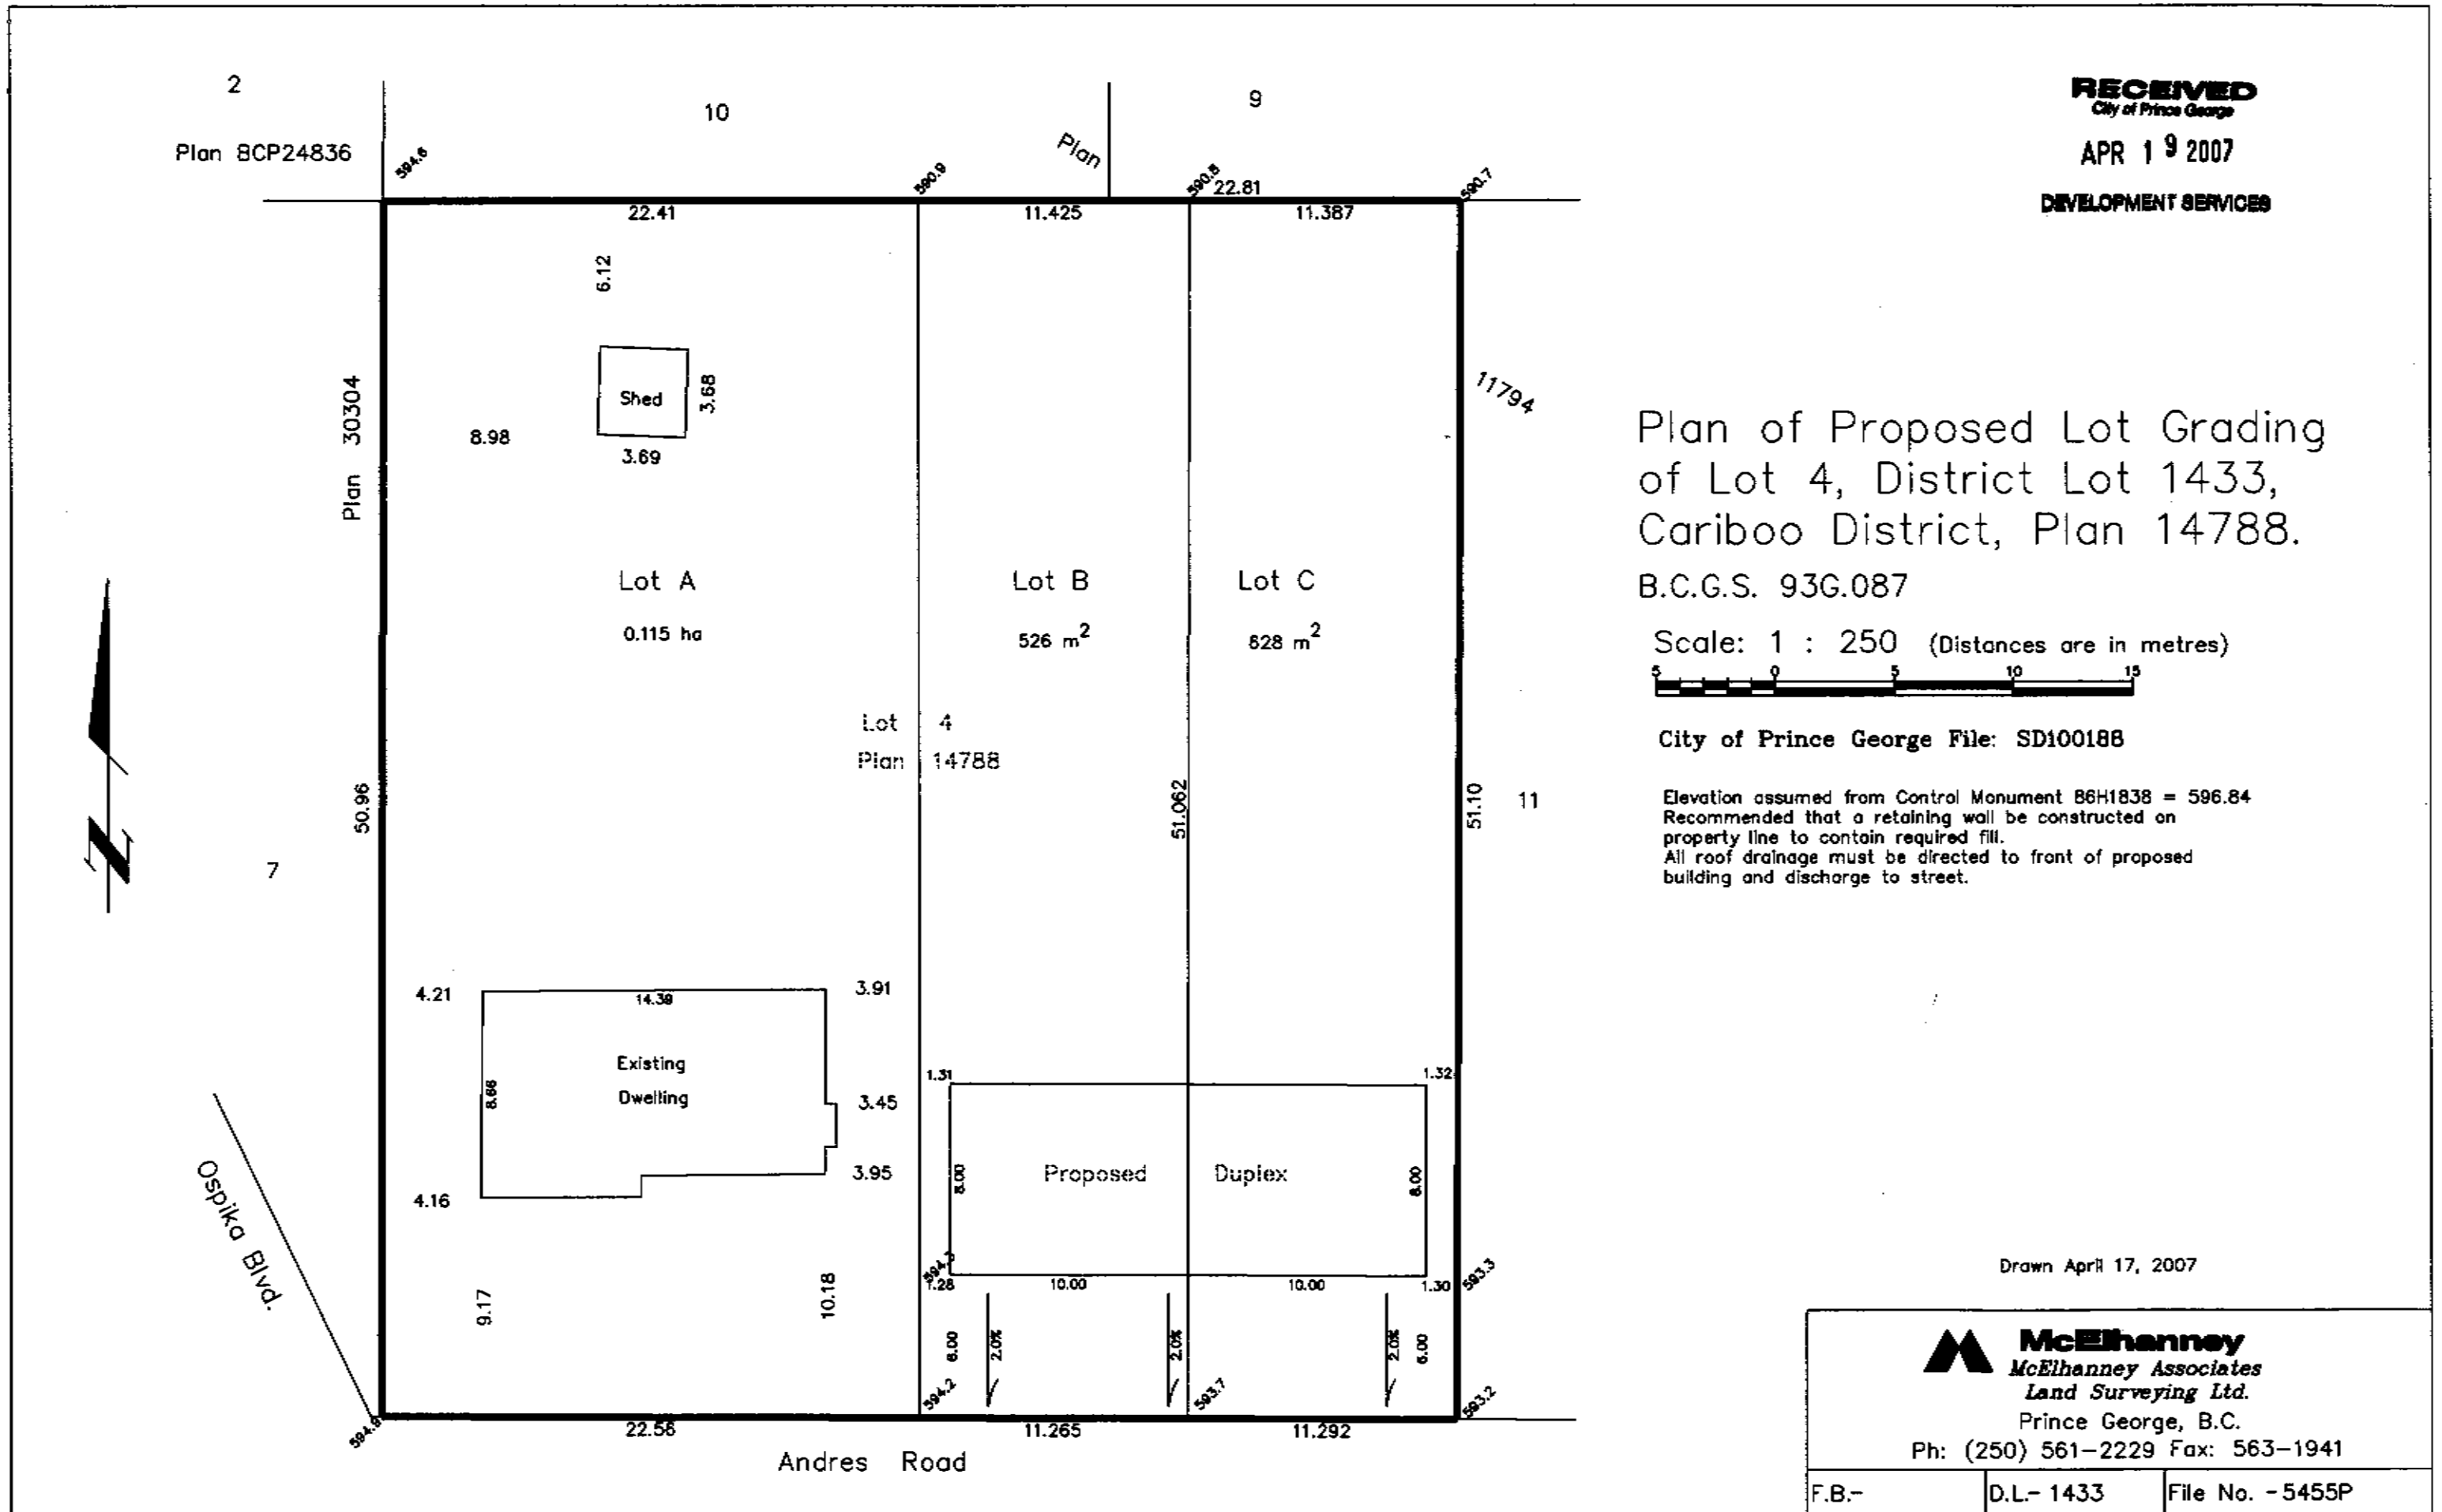 2
10
9
Plan BCP24836
Plan
594.6
590.9
590.8
22.81
590.7
22.41
11.425
11.387
RECEIVED
City of Prince George
APR 19 2007
DEVELOPMENT SERVICES
6.12
Shed
3.68
3.69
8.98
Plan 30304
11794
Plan of Proposed Lot Grading
of Lot 4, District Lot 1433,
Cariboo District, Plan 14788.
B.C.G.S. 93G.087
Scale: 1 : 250 (Distances are in metres)
5 0 5 10 15
City of Prince George File: SD100188
Elevation assumed from Control Monument 86H1838 = 596.84
Recommended that a retaining wall be constructed on
property line to contain required fill.
All roof drainage must be directed to front of proposed
building and discharge to street.
Lot A
0.115 ha
Lot B
526 m2
Lot C
828 m2
Lot 4
Plan 14788
N
50.96
51.062
51.10
11
7
4.21
14.39
3.91
Existing
Dwelling
8.66
3.45
3.95
4.16
9.17
10.18
1.31
1.32
8.00
Proposed Duplex
8.00
1.28
10.00
10.00
1.30
593.3
6.00
2.0%
2.0%
2.0%
6.00
594.2
593.7
593.2
22.56
11.265
11.292
Ospika Blvd.
Andres Road
Drawn April 17, 2007
McElhanney
McElhanney Associates
Land Surveying Ltd.
Prince George, B.C.
Ph: (250) 561-2229 Fax: 563-1941
F.B.-
D.L.- 1433
File No. - 5455P